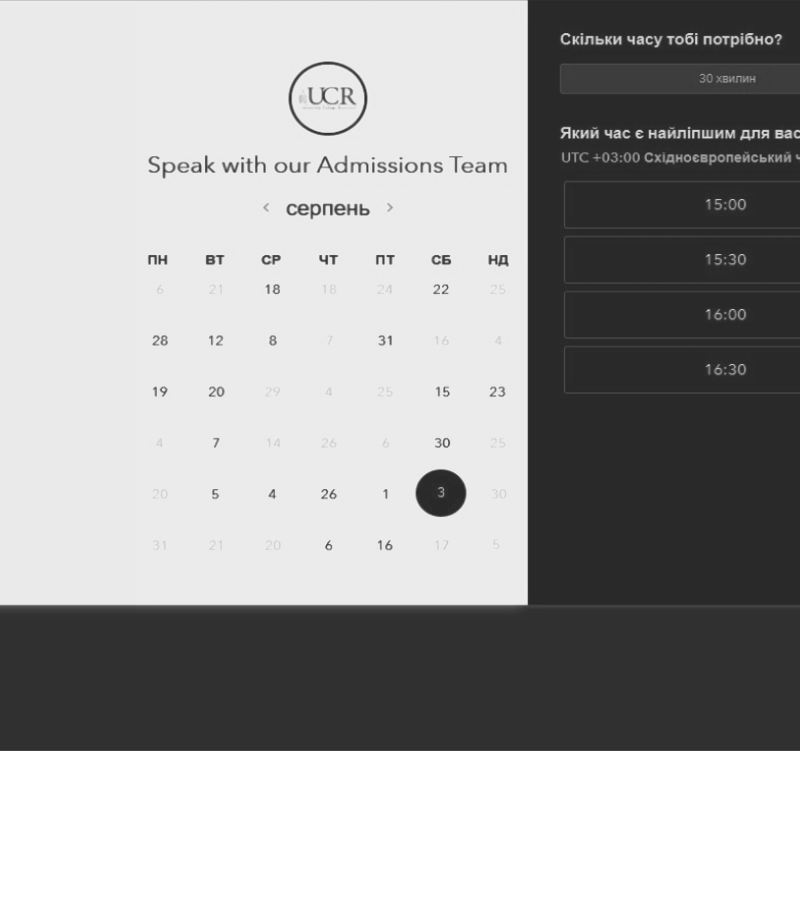 UCR
Speak with our Admissions Team
серпень
ПН ВТ СР ЧТ ПТ СБ НД
6 21 18 18 24 22 25
28 12 8 7 31 16 4
19 20 29 4 25 15 23
4 7 14 26 6 30 25
20 5 4 26 1 3 30
31 21 20 6 16 17 5
Скільки часу тобі потрібно?
30 хвилин
Який час є найліпшим для вас
UTC +03:00 Східноєвропейський ч
15:00
15:30
16:00
16:30